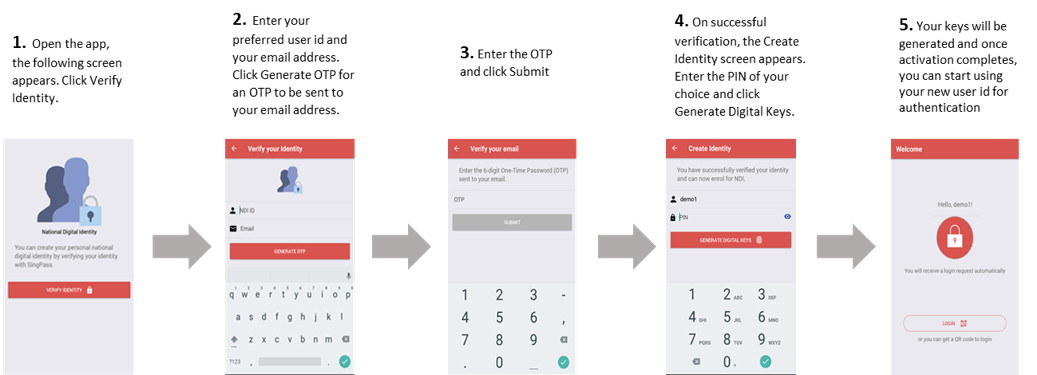 1. Open the app,
the following screen
appears. Click Verify
Identity.
2. Enter your
preferred user id and
your email address.
Click Generate OTP for
an OTP to be sent to
your email address.
3. Enter the OTP
and click Submit
4. On successful
verification, the Create
Identity screen appears.
Enter the PIN of your
choice and click
Generate Digital Keys.
5. Your keys will be
generated and once
activation completes,
you can start using
your new user id for
authentication
National Digital Identity
You can create your personal national
digital identity by verifying your identity
with SingPass.
VERIFY IDENTITY
Verify your Identity
NDI ID
Email
GENERATE OTP
1 2 3 4 5 6 7 8 9 0
q w e r t y u i o p
a s d f g h j k l
z x c v b n m
?123 , .
Verify your email
Enter the 6-digit One-Time Password (OTP)
sent to your email.
OTP
SUBMIT
1 2 3 -
4 5 6 ,
7 8 9
. 0 _
Create Identity
You have successfully verified your identity
and can now enrol for NDI.
demo1
PIN
GENERATE DIGITAL KEYS
1 2 ABC 3 DEF
4 GHI 5 JKL 6 MNO
7 PQRS 8 TUV 9 WXYZ
0 .
Welcome
Hello, demo1!
You will receive a login request automatically
LOGIN
or you can get a QR code to login